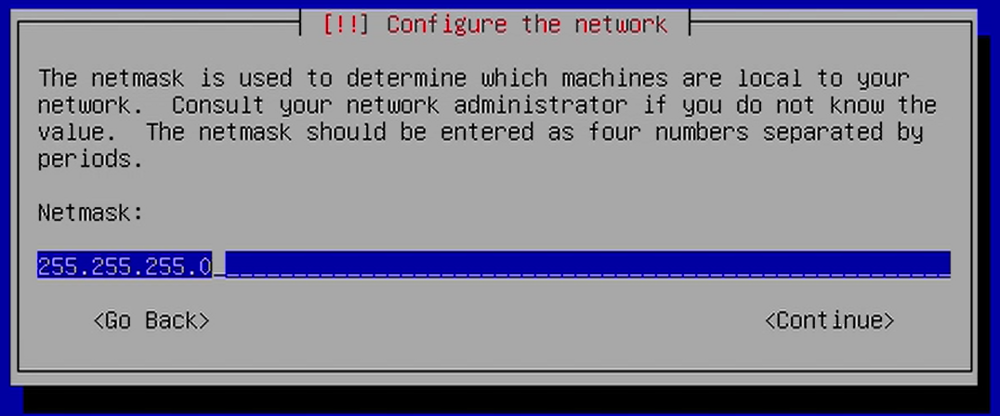 [!!] Configure the network
The netmask is used to determine which machines are local to your
network.  Consult your network administrator if you do not know the
value.  The netmask should be entered as four numbers separated by
periods.
Netmask:
255.255.255.0
<Go Back> <Continue>